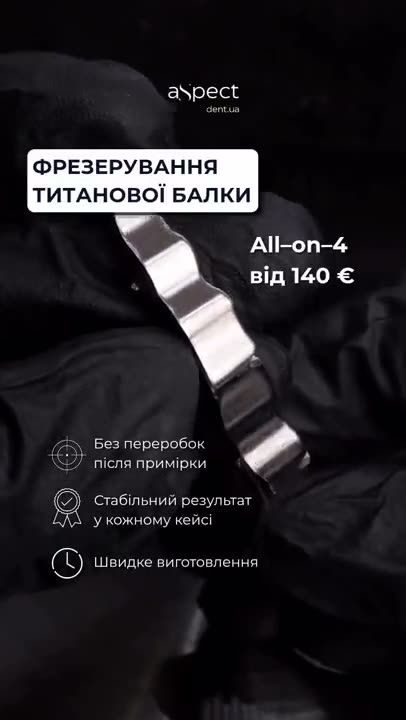 aspect
dent.ua
ФРЕЗЕРУВАННЯ
ТИТАНОВОЇ БАЛКИ
All–on–4
від 140 €
Без переробок
після примірки
Стабільний результат
у кожному кейсі
Швидке виготовлення